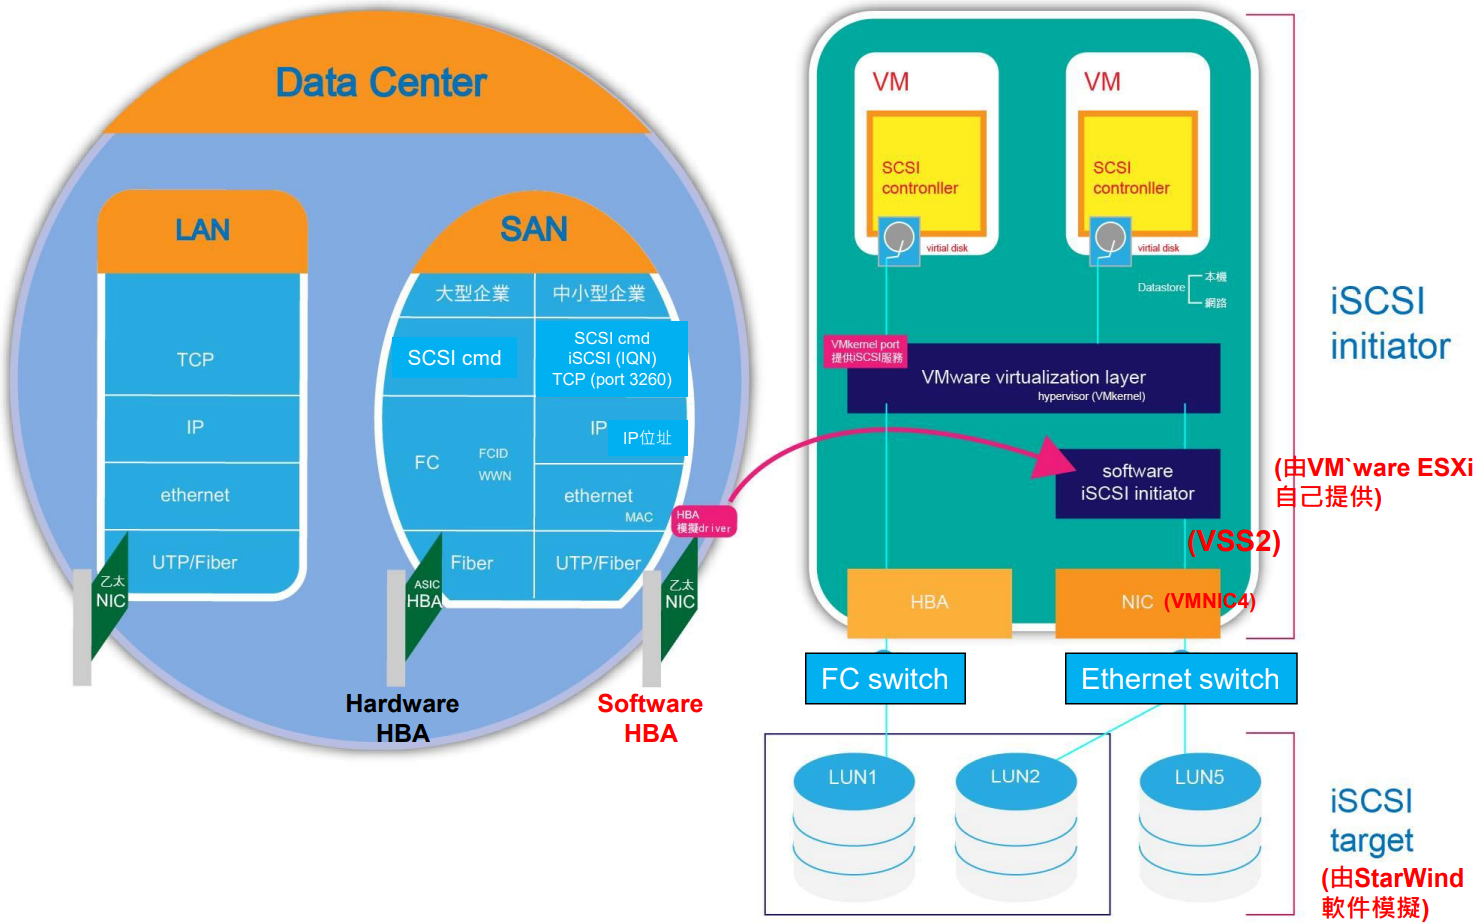 Data Center
LAN
TCP
IP
ethernet
UTP/Fiber
乙太
NIC
SAN
大型企業
中小型企業
SCSI cmd
SCSI cmd
iSCSI (IQN)
TCP (port 3260)
FC
FCID
WWN
IP
IP位址
ethernet
MAC
HBA
模擬driver
Fiber
UTP/Fiber
ASIC
HBA
乙太
NIC
Hardware
HBA
Software
HBA
VM
SCSI
contronller
virtial disk
VM
SCSI
contronller
virtial disk
Datastore
本機
網路
VMkernel port
提供iSCSI服務
VMware virtualization layer
hypervisor (VMkernel)
software
iSCSI initiator
(由VM`ware ESXi
自己提供)
(VSS2)
HBA
NIC
(VMNIC4)
iSCSI
initiator
FC switch
Ethernet switch
LUN1
LUN2
LUN5
iSCSI
target
(由StarWind
軟件模擬)